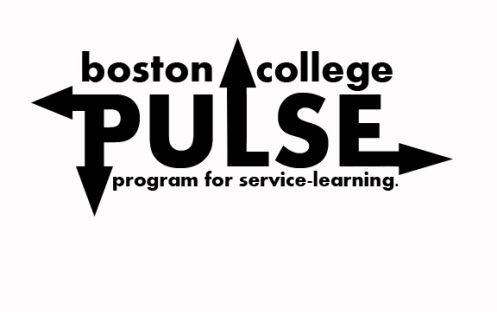 boston college
PULSE
program for service-learning.